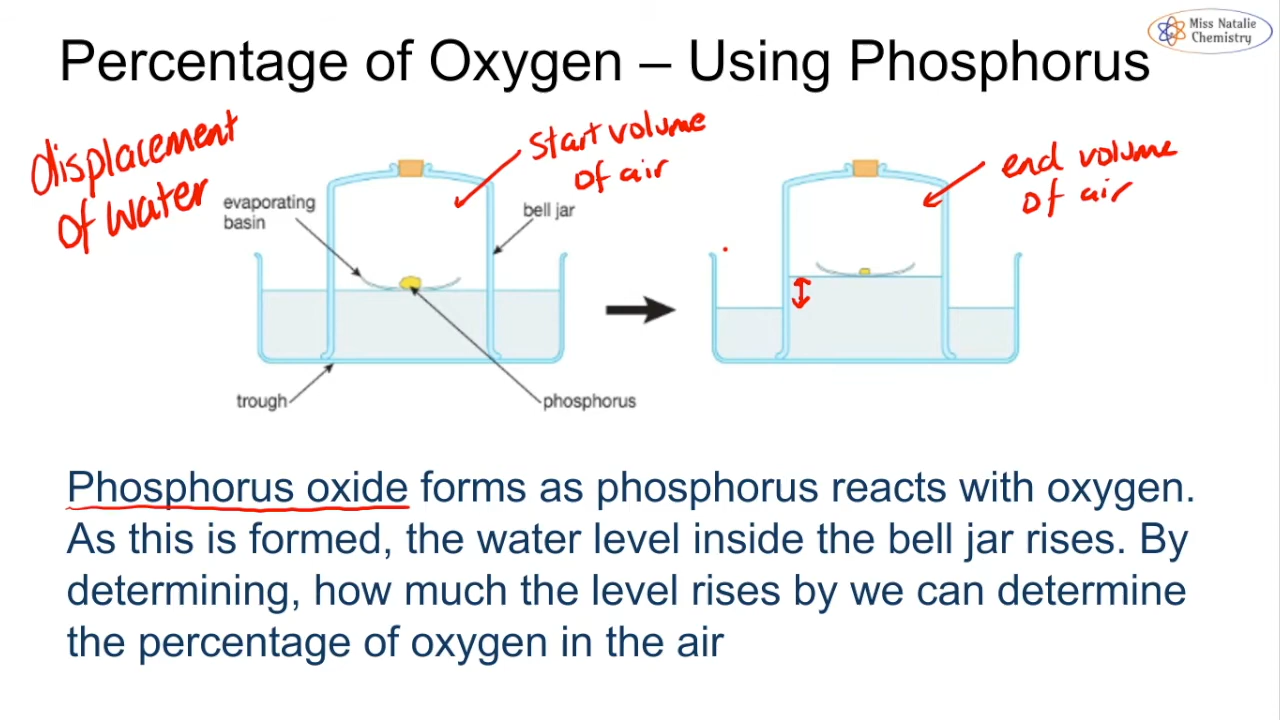 Miss Natalie
Chemistry
Percentage of Oxygen – Using Phosphorus
displacement
of water
start volume
of air
end volume
of air
evaporating
basin
bell jar
trough
phosphorus
Phosphorus oxide forms as phosphorus reacts with oxygen.
As this is formed, the water level inside the bell jar rises. By
determining, how much the level rises by we can determine
the percentage of oxygen in the air